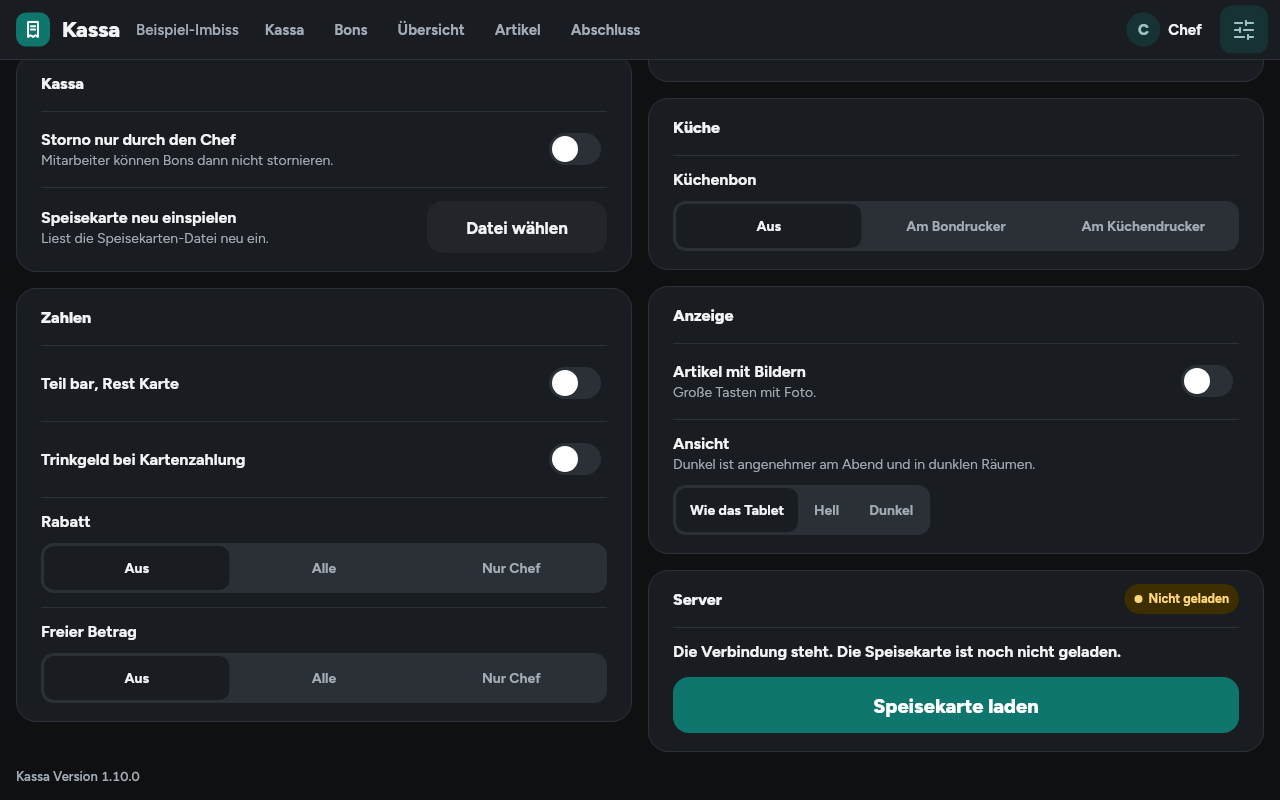 Kassa
Beispiel-Imbiss
Kassa
Bons
Übersicht
Artikel
Abschluss
C
Chef
Kassa
Storno nur durch den Chef
Mitarbeiter können Bons dann nicht stornieren.
Speisekarte neu einspielen
Liest die Speisekarten-Datei neu ein.
Datei wählen
Zahlen
Teil bar, Rest Karte
Trinkgeld bei Kartenzahlung
Rabatt
Aus
Alle
Nur Chef
Freier Betrag
Aus
Alle
Nur Chef
Küche
Küchenbon
Aus
Am Bondrucker
Am Küchendrucker
Anzeige
Artikel mit Bildern
Große Tasten mit Foto.
Ansicht
Dunkel ist angenehmer am Abend und in dunklen Räumen.
Wie das Tablet
Hell
Dunkel
Server
Nicht geladen
Die Verbindung steht. Die Speisekarte ist noch nicht geladen.
Speisekarte laden
Kassa Version 1.10.0